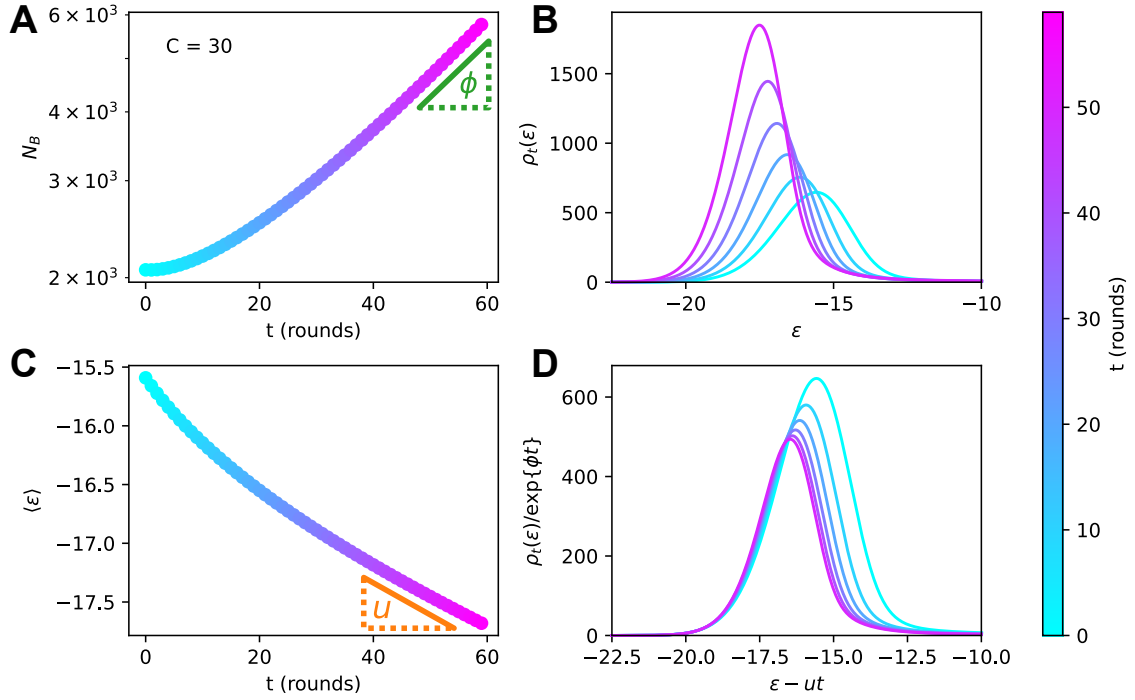 A
C = 30
6 × 10³
4 × 10³
3 × 10³
2 × 10³
N_B
ϕ
0
20
40
60
t (rounds)
B
1500
1000
500
0
ρ_t(ε)
−20
−15
−10
ε
C
−15.5
−16.0
−16.5
−17.0
−17.5
⟨ε⟩
u
0
20
40
60
t (rounds)
D
600
400
200
0
ρ_t(ε)/exp{ϕt}
−22.5
−20.0
−17.5
−15.0
−12.5
−10.0
ε − ut
50
40
30
20
10
0
t (rounds)